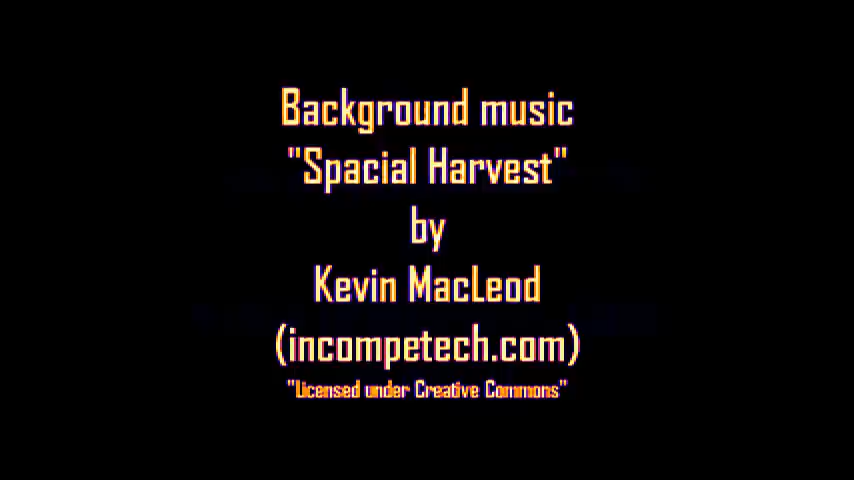 Background music
"Spacial Harvest"
by
Kevin MacLeod
(incompetech.com)
"Licensed under Creative Commons"